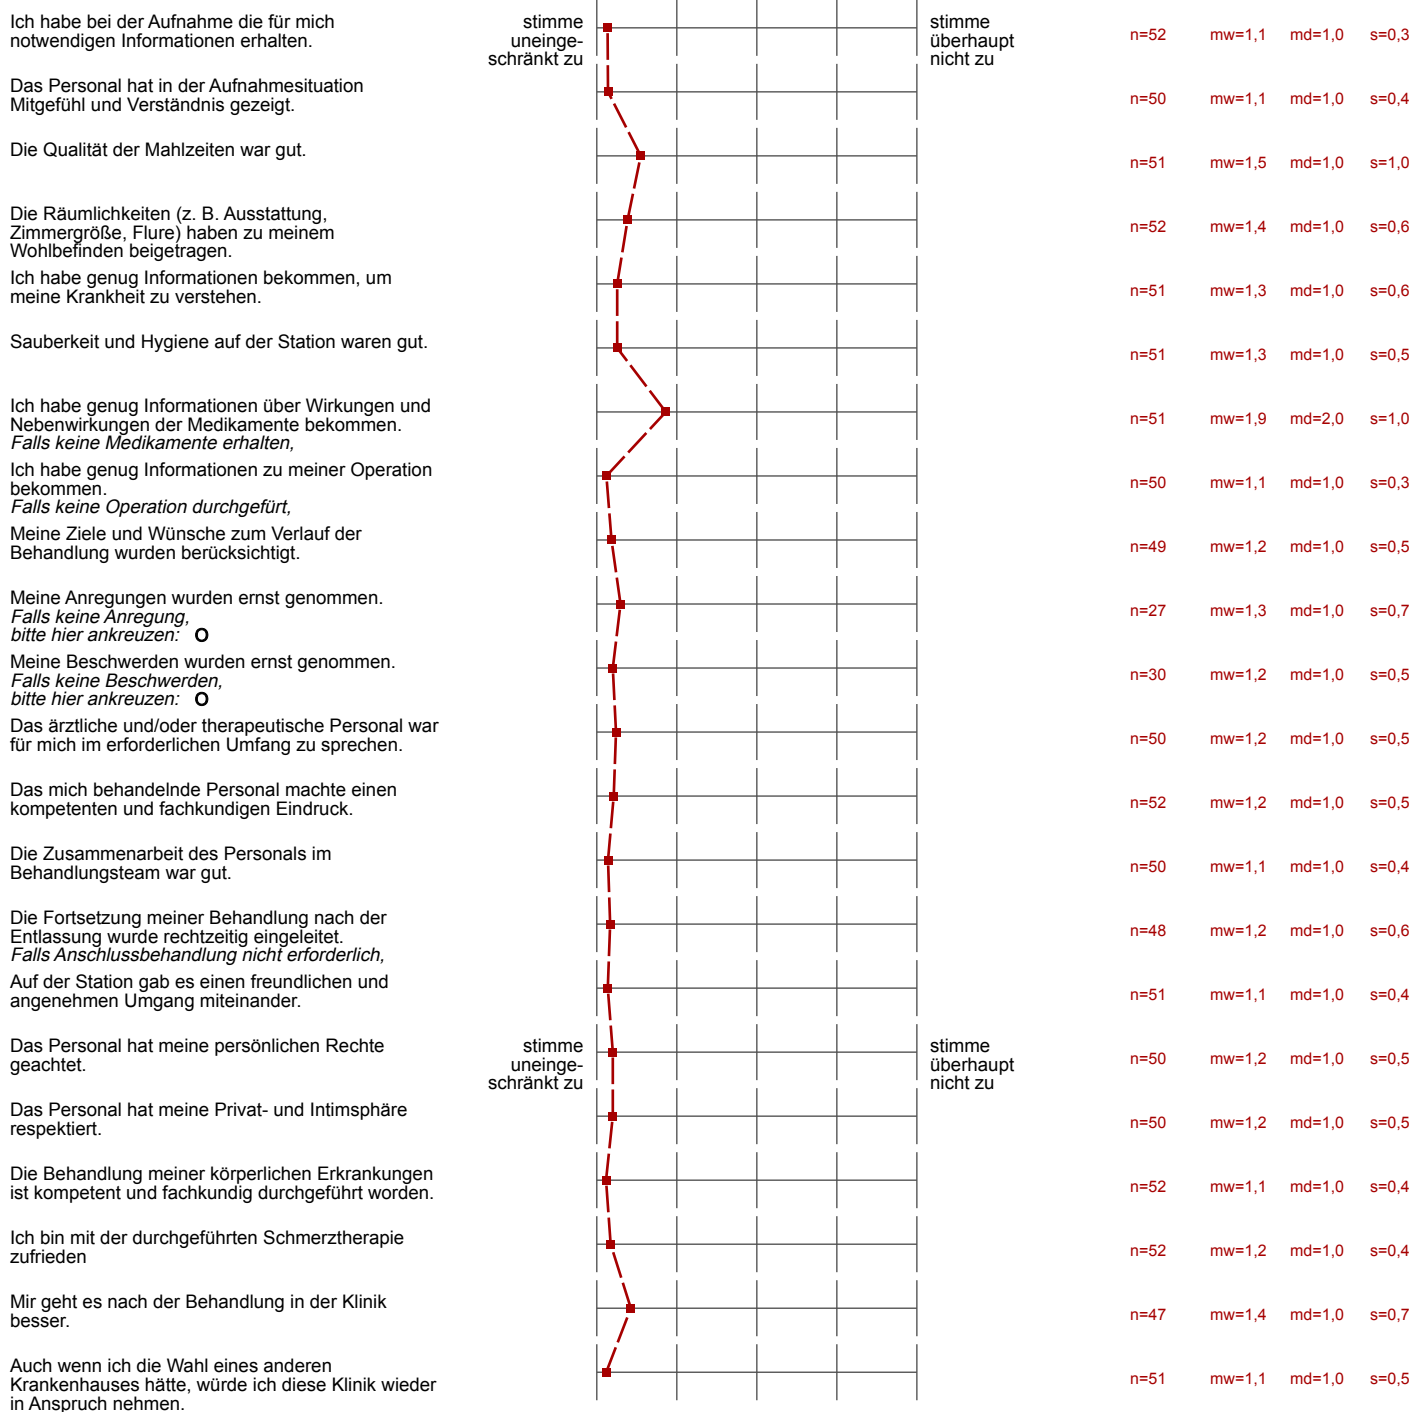 Ich habe bei der Aufnahme die für mich
notwendigen Informationen erhalten.
stimme
uneinge-
schränkt zu
stimme
überhaupt
nicht zu
n=52 mw=1,1 md=1,0 s=0,3
Das Personal hat in der Aufnahmesituation
Mitgefühl und Verständnis gezeigt.
n=50 mw=1,1 md=1,0 s=0,4
Die Qualität der Mahlzeiten war gut.
n=51 mw=1,5 md=1,0 s=1,0
Die Räumlichkeiten (z. B. Ausstattung,
Zimmergröße, Flure) haben zu meinem
Wohlbefinden beigetragen.
n=52 mw=1,4 md=1,0 s=0,6
Ich habe genug Informationen bekommen, um
meine Krankheit zu verstehen.
n=51 mw=1,3 md=1,0 s=0,6
Sauberkeit und Hygiene auf der Station waren gut.
n=51 mw=1,3 md=1,0 s=0,5
Ich habe genug Informationen über Wirkungen und
Nebenwirkungen der Medikamente bekommen.
Falls keine Medikamente erhalten,
n=51 mw=1,9 md=2,0 s=1,0
Ich habe genug Informationen zu meiner Operation
bekommen.
Falls keine Operation durchgefürt,
n=50 mw=1,1 md=1,0 s=0,3
Meine Ziele und Wünsche zum Verlauf der
Behandlung wurden berücksichtigt.
n=49 mw=1,2 md=1,0 s=0,5
Meine Anregungen wurden ernst genommen.
Falls keine Anregung,
bitte hier ankreuzen: O
n=27 mw=1,3 md=1,0 s=0,7
Meine Beschwerden wurden ernst genommen.
Falls keine Beschwerden,
bitte hier ankreuzen: O
n=30 mw=1,2 md=1,0 s=0,5
Das ärztliche und/oder therapeutische Personal war
für mich im erforderlichen Umfang zu sprechen.
n=50 mw=1,2 md=1,0 s=0,5
Das mich behandelnde Personal machte einen
kompetenten und fachkundigen Eindruck.
n=52 mw=1,2 md=1,0 s=0,5
Die Zusammenarbeit des Personals im
Behandlungsteam war gut.
n=50 mw=1,1 md=1,0 s=0,4
Die Fortsetzung meiner Behandlung nach der
Entlassung wurde rechtzeitig eingeleitet.
Falls Anschlussbehandlung nicht erforderlich,
n=48 mw=1,2 md=1,0 s=0,6
Auf der Station gab es einen freundlichen und
angenehmen Umgang miteinander.
n=51 mw=1,1 md=1,0 s=0,4
Das Personal hat meine persönlichen Rechte
geachtet.
stimme
uneinge-
schränkt zu
stimme
überhaupt
nicht zu
n=50 mw=1,2 md=1,0 s=0,5
Das Personal hat meine Privat- und Intimsphäre
respektiert.
n=50 mw=1,2 md=1,0 s=0,5
Die Behandlung meiner körperlichen Erkrankungen
ist kompetent und fachkundig durchgeführt worden.
n=52 mw=1,1 md=1,0 s=0,4
Ich bin mit der durchgeführten Schmerztherapie
zufrieden
n=52 mw=1,2 md=1,0 s=0,4
Mir geht es nach der Behandlung in der Klinik
besser.
n=47 mw=1,4 md=1,0 s=0,7
Auch wenn ich die Wahl eines anderen
Krankenhauses hätte, würde ich diese Klinik wieder
in Anspruch nehmen.
n=51 mw=1,1 md=1,0 s=0,5